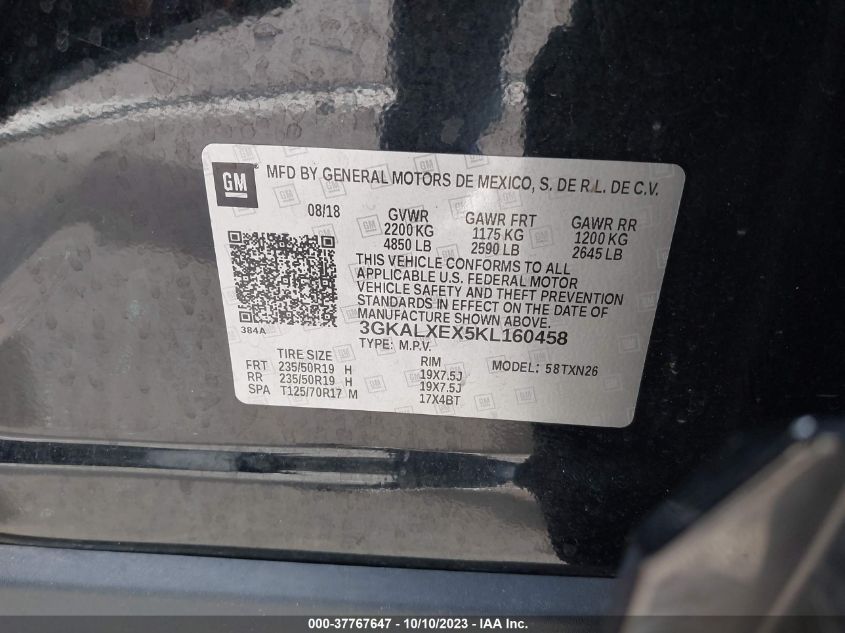 GM
MFD BY GENERAL MOTORS DE MEXICO, S. DE R.L. DE C.V.
08/18 GVWR GAWR FRT GAWR RR
2200 KG 1175 KG 1200 KG
4850 LB 2590 LB 2645 LB
THIS VEHICLE CONFORMS TO ALL
APPLICABLE U.S. FEDERAL MOTOR
VEHICLE SAFETY AND THEFT PREVENTION
STANDARDS IN EFFECT ON THE DATE OF
MANUFACTURE SHOWN ABOVE.
384A
3GKALXEX5KL160458
TYPE: M.P.V.
TIRE SIZE RIM MODEL: 58TXN26
FRT 235/50R19 H 19X7.5J
RR 235/50R19 H 19X7.5J
SPA T125/70R17 M 17X4BT
000-37767647 - 10/10/2023 - IAA Inc.